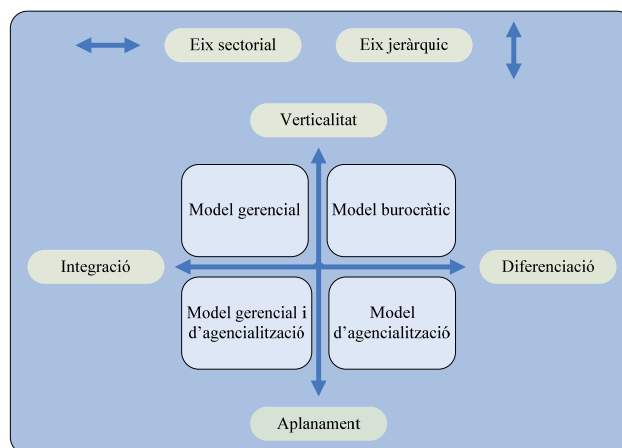 Eix sectorial
Eix jeràrquic
Verticalitat
Model gerencial
Model burocràtic
Integració
Diferenciació
Model gerencial i
d'agencialització
Model
d'agencialització
Aplanament